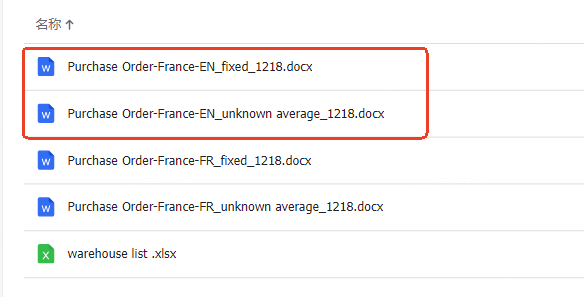 名称 ↑
W Purchase Order-France-EN_fixed_1218.docx
W Purchase Order-France-EN_unknown average_1218.docx
W Purchase Order-France-FR_fixed_1218.docx
W Purchase Order-France-FR_unknown average_1218.docx
X warehouse list .xlsx